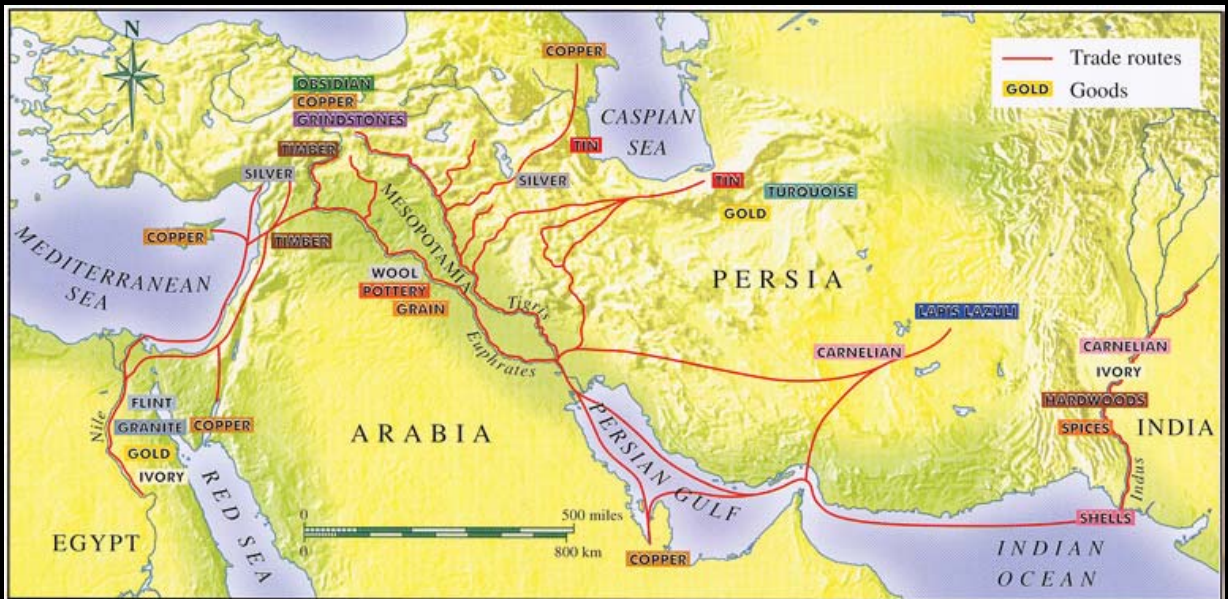 N
COPPER
Trade routes
GOLD Goods
OBSIDIAN
COPPER
GRINDSTONES
CASPIAN
SEA
TIN
TIMBER
SILVER
SILVER
TIN
TURQUOISE
GOLD
MESOPOTAMIA
COPPER
TIMBER
MEDITERRANEAN
SEA
WOOL
POTTERY
GRAIN
PERSIA
Tigris
Euphrates
LAPIS LAZULI
CARNELIAN
CARNELIAN
IVORY
HARDWOODS
SPICES
INDIA
Indus
FLINT
GRANITE
COPPER
GOLD
IVORY
Nile
ARABIA
PERSIAN GULF
RED SEA
EGYPT
0 500 miles
0 800 km
COPPER
SHELLS
INDIAN
OCEAN